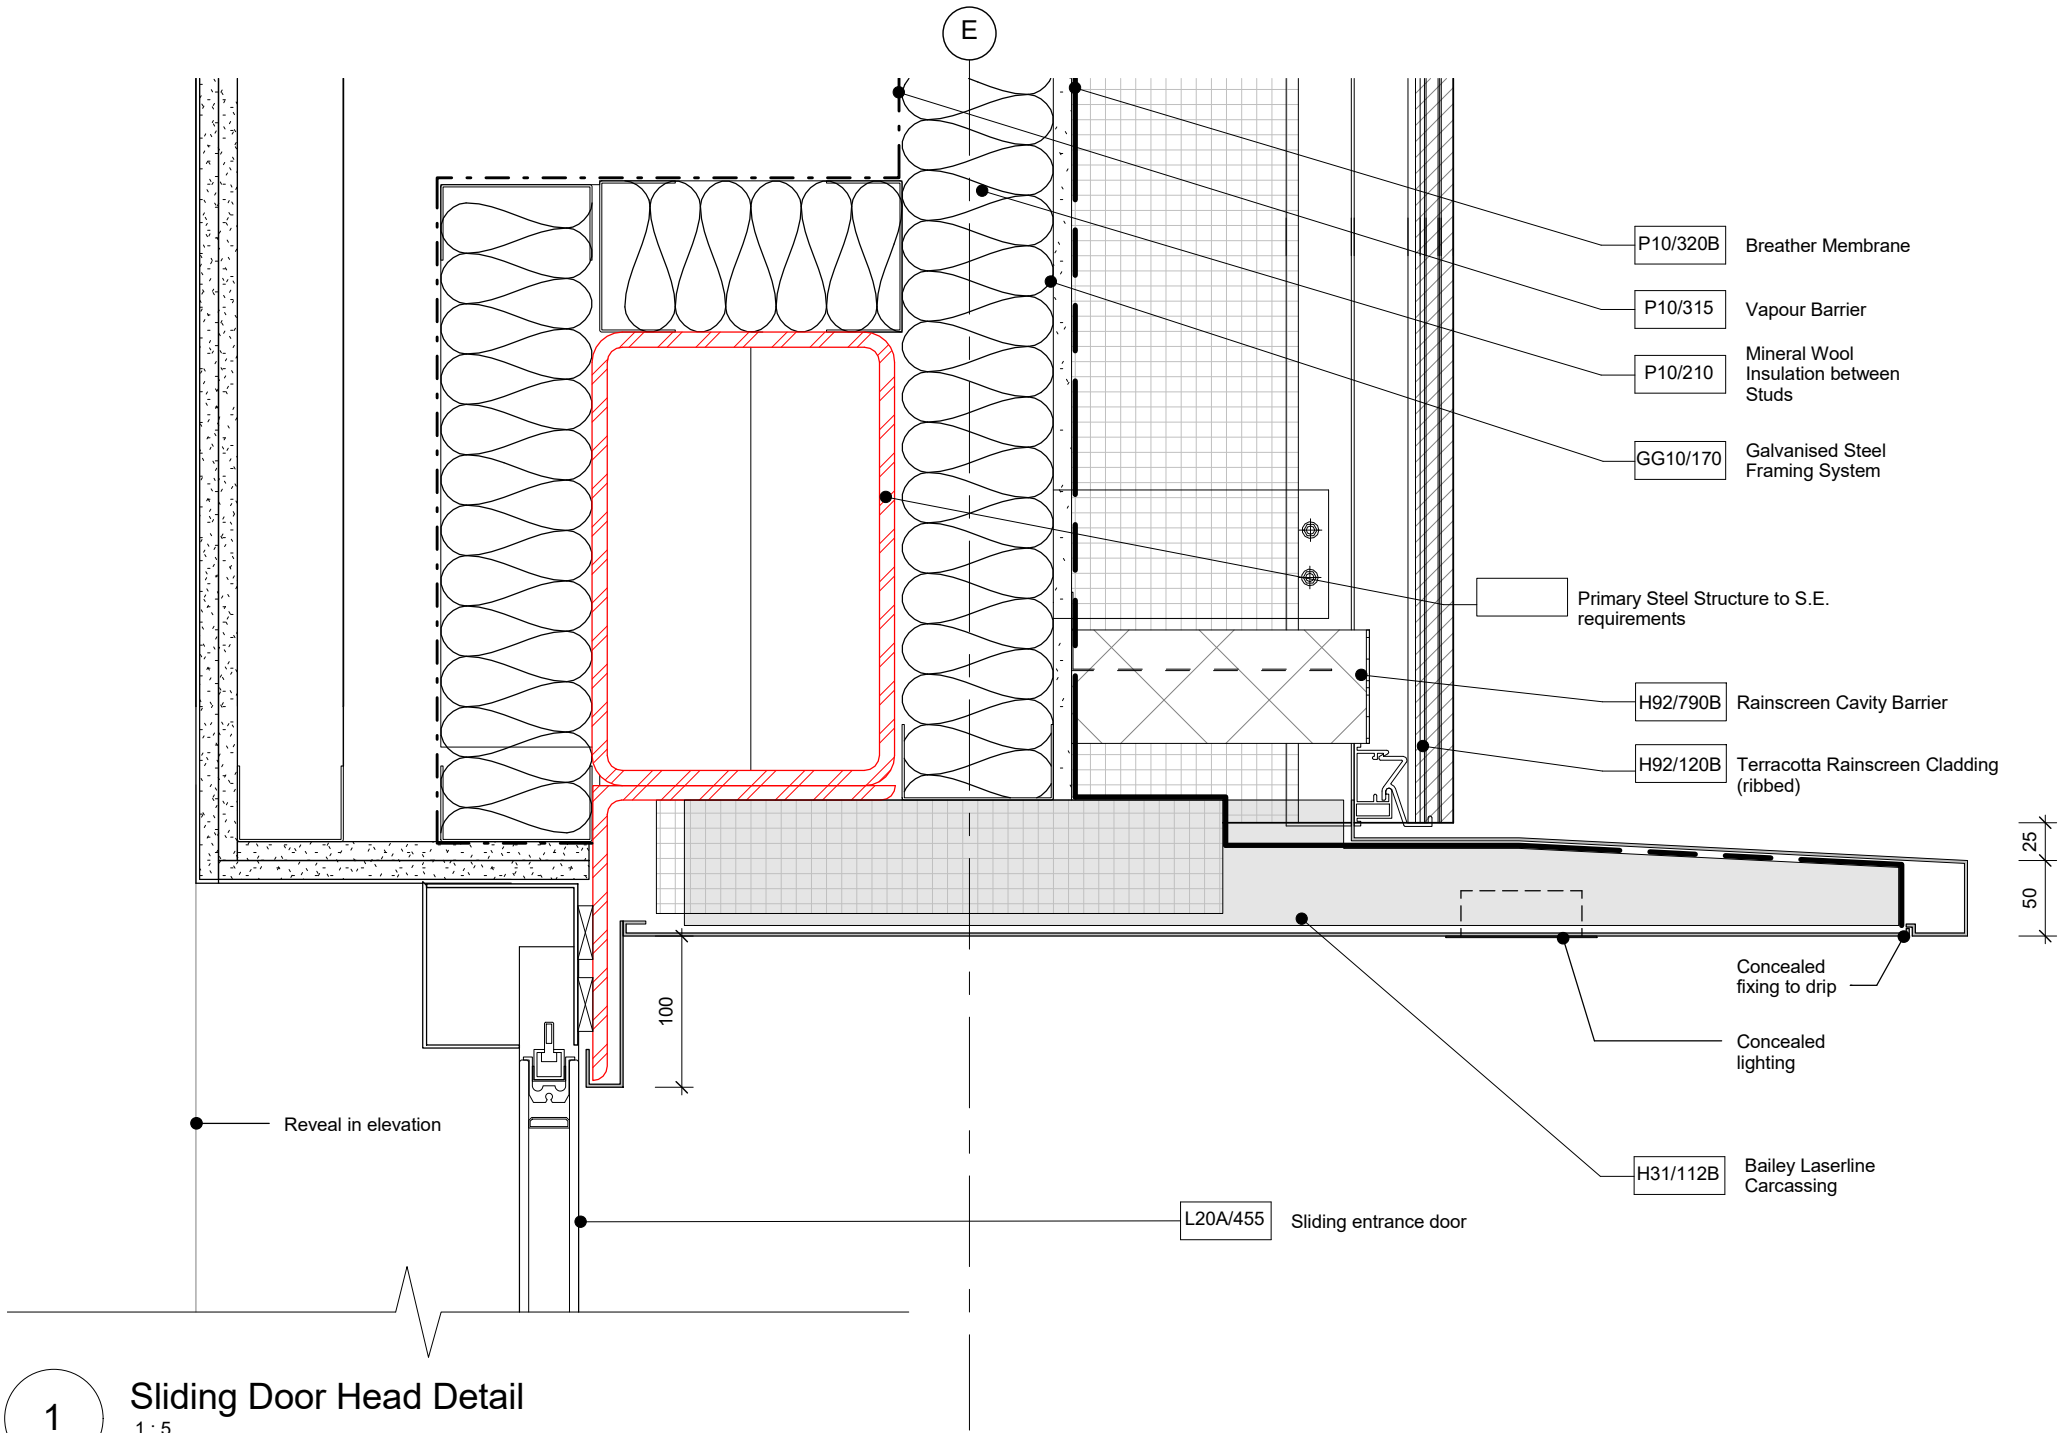 E
P10/320B Breather Membrane
P10/315 Vapour Barrier
P10/210 Mineral Wool
Insulation between
Studs
GG10/170 Galvanised Steel
Framing System
Primary Steel Structure to S.E.
requirements
H92/790B Rainscreen Cavity Barrier
H92/120B Terracotta Rainscreen Cladding
(ribbed)
25
50
Concealed
fixing to drip
100
Concealed
lighting
Reveal in elevation
H31/112B Bailey Laserline
Carcassing
L20A/455 Sliding entrance door
1 Sliding Door Head Detail
1 : 5